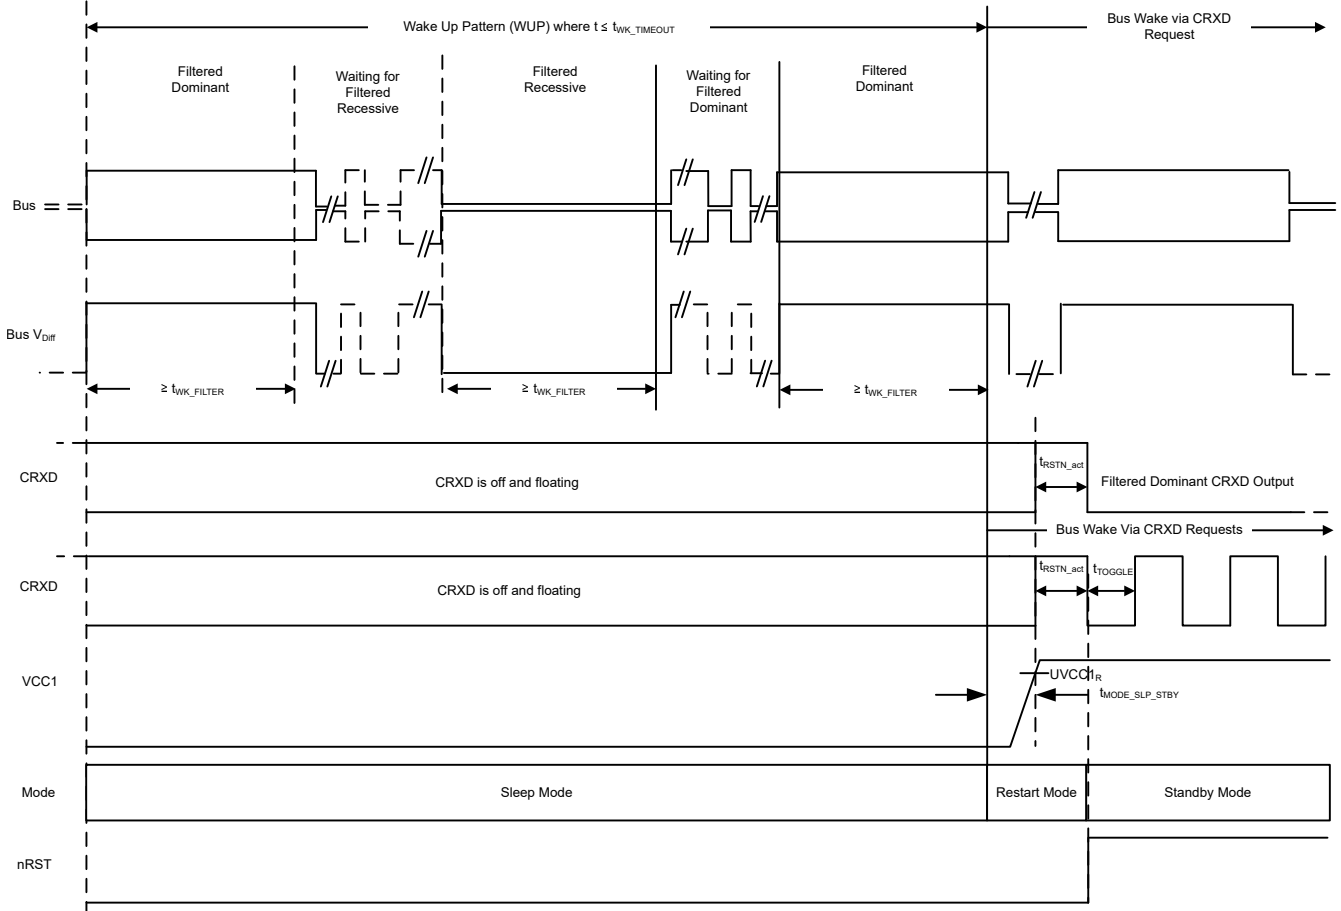 Wake Up Pattern (WUP) where t ≤ tWK_TIMEOUT
Bus Wake via CRXD
Request
Filtered
Dominant
Waiting for
Filtered
Recessive
Filtered
Recessive
Waiting for
Filtered
Dominant
Filtered
Dominant
Bus
Bus VDiff
≥ tWK_FILTER
≥ tWK_FILTER
≥ tWK_FILTER
CRXD
CRXD is off and floating
tRSTN_act
Filtered Dominant CRXD Output
Bus Wake Via CRXD Requests
CRXD
CRXD is off and floating
tRSTN_act
tTOGGLE
VCC1
UVCC1R
tMODE_SLP_STBY
Mode
Sleep Mode
Restart Mode
Standby Mode
nRST